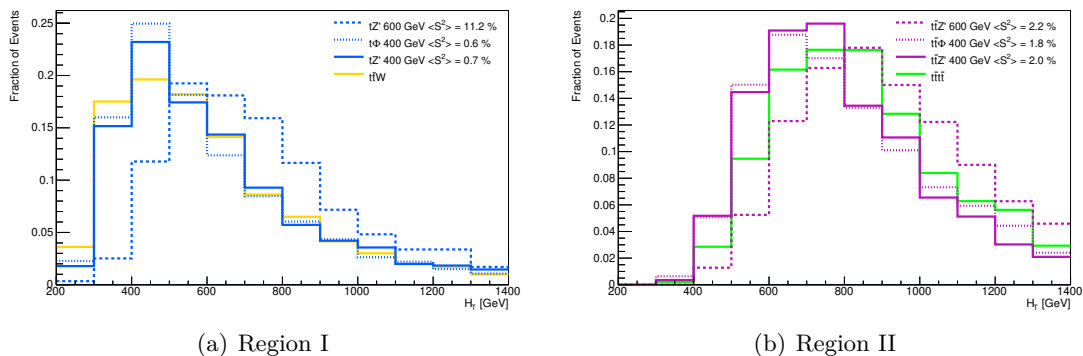 Fraction of Events
0.25
0.2
0.15
0.1
0.05
0
200 400 600 800 1000 1200 1400
H_T [GeV]
tZ' 600 GeV <S²> = 11.2 %
tΦ 400 GeV <S²> = 0.6 %
tZ' 400 GeV <S²> = 0.7 %
tt̄W
(a) Region I
Fraction of Events
0.2
0.18
0.16
0.14
0.12
0.1
0.08
0.06
0.04
0.02
0
200 400 600 800 1000 1200 1400
H_T [GeV]
tt̄Z' 600 GeV <S²> = 2.2 %
tt̄Φ 400 GeV <S²> = 1.8 %
tt̄Z' 400 GeV <S²> = 2.0 %
tt̄tt̄
(b) Region II